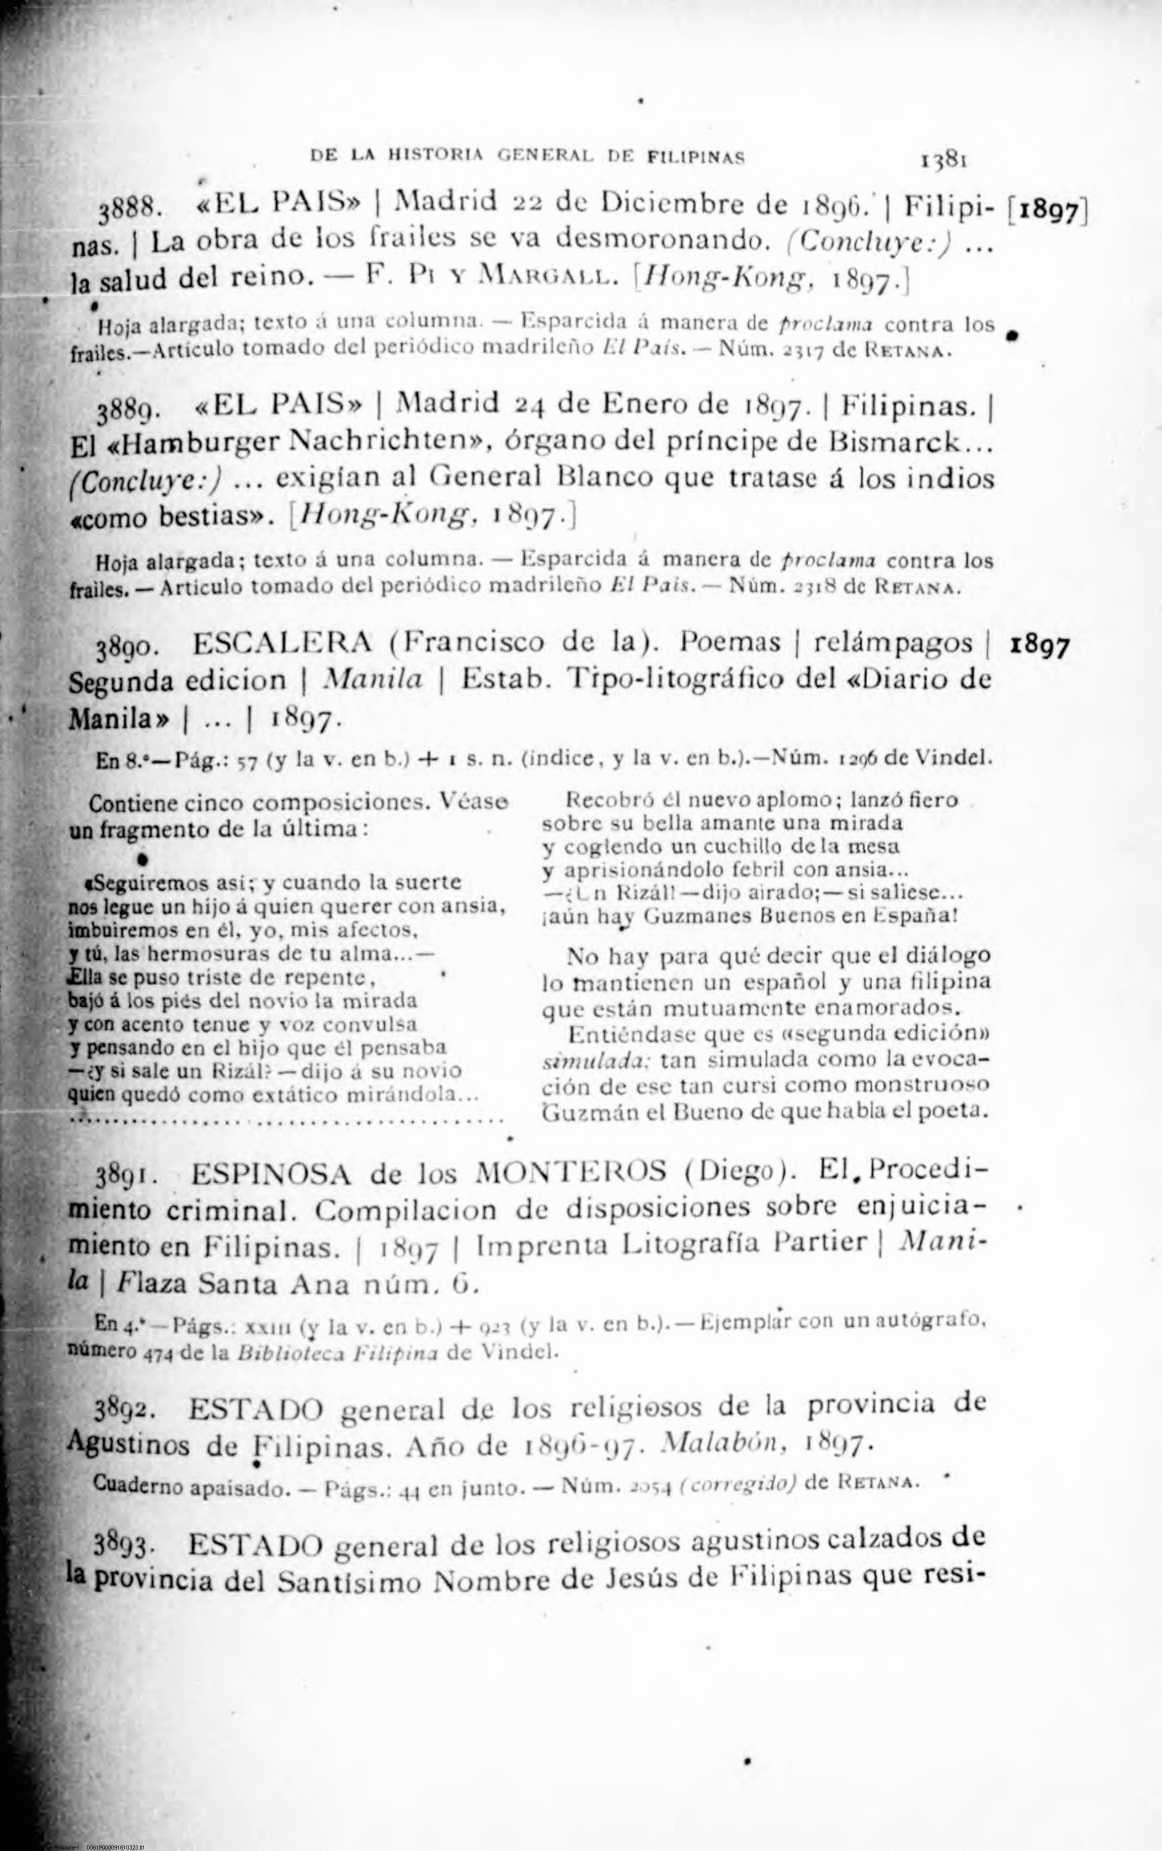 DE LA HISTORIA GENERAL DE FILIPINAS 1381
3888. «EL PAIS» | Madrid 22 de Diciembre de 1896. | Filipi- [1897]
nas. | La obra de los frailes se va desmoronando. (Concluye:) ...
la salud del reino. — F. PI Y MARGALL. [Hong-Kong, 1897.]
Hoja alargada; texto á una columna. — Esparcida á manera de proclama contra los
frailes.—Artículo tomado del periódico madrileño El País. — Núm. 2317 de RETANA.
3889. «EL PAIS» | Madrid 24 de Enero de 1897. | Filipinas. |
El «Hamburger Nachrichten», órgano del príncipe de Bismarck...
(Concluye:) ... exigían al General Blanco que tratase á los indios
«como bestias». [Hong-Kong, 1897.]
Hoja alargada; texto á una columna. — Esparcida á manera de proclama contra los
frailes. — Artículo tomado del periódico madrileño El País. — Núm. 2318 de RETANA.
3890. ESCALERA (Francisco de la). Poemas | relámpagos | 1897
Segunda edicion | Manila | Estab. Tipo-litográfico del «Diario de
Manila» | ... | 1897.
En 8.º—Pág.: 57 (y la v. en b.) + 1 s. n. (índice, y la v. en b.).—Núm. 1296 de Vindel.
Contiene cinco composiciones. Véase
un fragmento de la última:
«Seguiremos así; y cuando la suerte
nos legue un hijo á quien querer con ansia,
imbuiremos en él, yo, mis afectos,
y tú, las hermosuras de tu alma...—
Ella se puso triste de repente,
bajó á los piés del novio la mirada
y con acento tenue y voz convulsa
y pensando en el hijo que él pensaba
—¿y si sale un Rizál? —dijo á su novio
quien quedó como extático mirándola...
........................................
Recobró él nuevo aplomo; lanzó fiero
sobre su bella amante una mirada
y cogiendo un cuchillo de la mesa
y aprisionándolo febril con ansia...
—¿Un Rizál! —dijo airado;—si saliese...
¡aún hay Guzmanes Buenos en España!
No hay para qué decir que el diálogo
lo mantienen un español y una filipina
que están mutuamente enamorados.
Entiéndase que es «segunda edición»
simulada; tan simulada como la evoca-
ción de ese tan cursi como monstruoso
Guzmán el Bueno de que habla el poeta.
3891. ESPINOSA de los MONTEROS (Diego). El Procedi-
miento criminal. Compilacion de disposiciones sobre enjuicia-
miento en Filipinas. | 1897 | Imprenta Litografía Partier | Mani-
la | Plaza Santa Ana núm. 6.
En 4.º—Págs.: XXIII (y la v. en b.) + 923 (y la v. en b.).—Ejemplar con un autógrafo,
número 474 de la Biblioteca Filipina de Vindel.
3892. ESTADO general de los religiosos de la provincia de
Agustinos de Filipinas. Año de 1896-97. Malabón, 1897.
Cuaderno apaisado. — Págs.: 44 en junto. — Núm. 2054 (corregido) de RETANA.
3893. ESTADO general de los religiosos agustinos calzados de
la provincia del Santísimo Nombre de Jesús de Filipinas que resi-